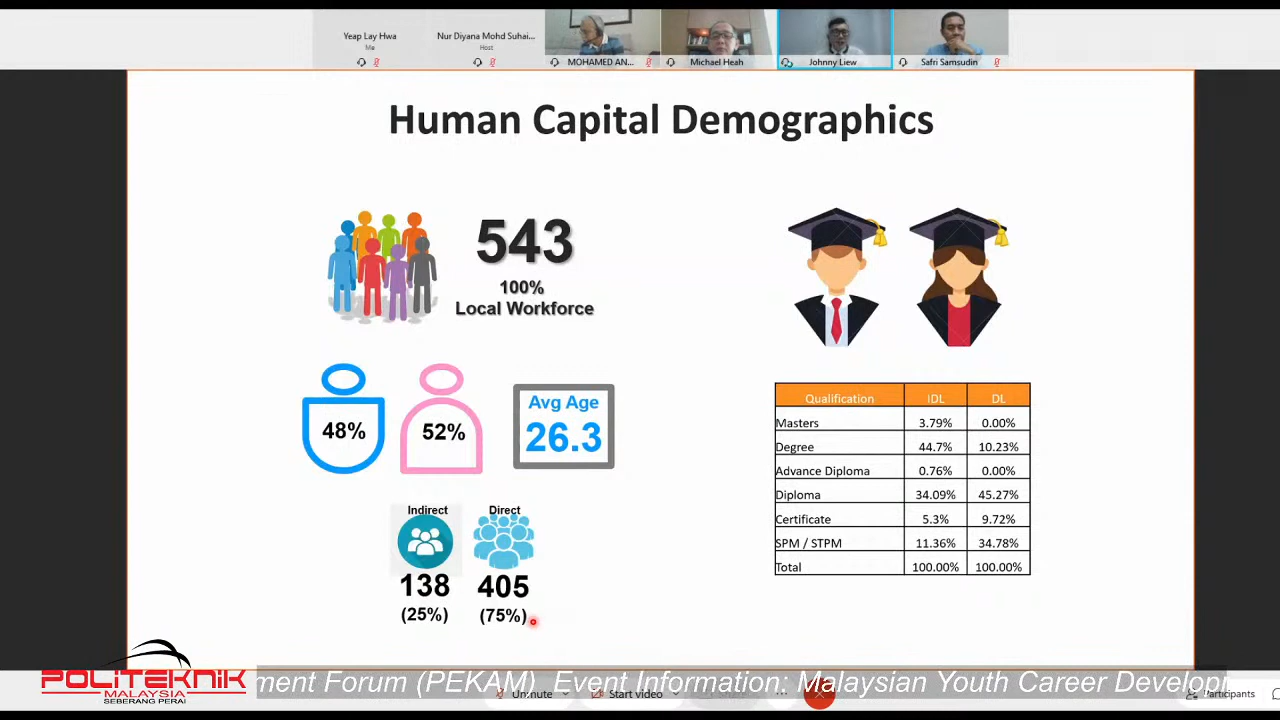 Yeap Lay Hwa
Me
Nur Diyana Mohd Suhai...
Host
MOHAMED AN...
Michael Heah
Johnny Liew
Safri Samsudin
Human Capital Demographics
543
100%
Local Workforce
48%
52%
Avg Age
26.3
Indirect
Direct
138
405
(25%)
(75%)
Qualification IDL DL
Masters 3.79% 0.00%
Degree 44.7% 10.23%
Advance Diploma 0.76% 0.00%
Diploma 34.09% 45.27%
Certificate 5.3% 9.72%
SPM / STPM 11.36% 34.78%
Total 100.00% 100.00%
POLITEKNIK
MALAYSIA
SEBERANG PERAI
ment Forum (PEKAM) Event Information: Malaysian Youth Career Developr
Unmute
Start video
Participants